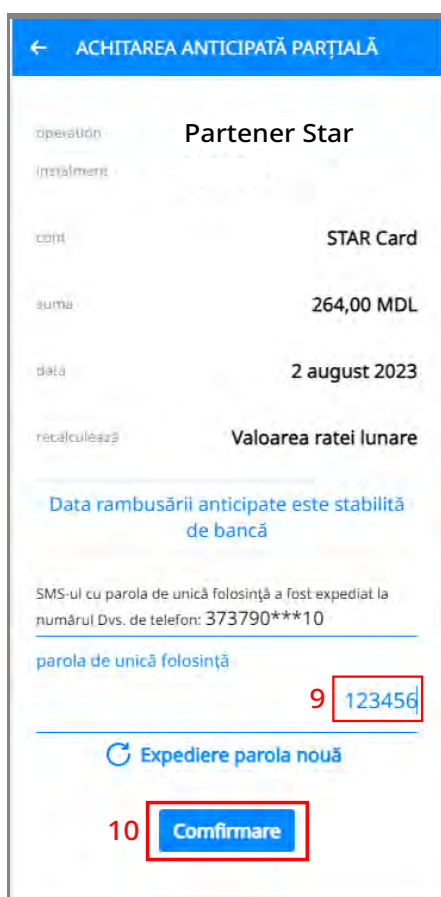 ← ACHITAREA ANTICIPATĂ PARȚIALĂ
operation Partener Star
instalment
cont STAR Card
suma 264,00 MDL
data 2 august 2023
recalculează Valoarea ratei lunare
Data rambusării anticipate este stabilită
de bancă
SMS-ul cu parola de unică folosinţă a fost expediat la
numărul Dvs. de telefon: 373790***10
parola de unică folosință
9 123456
Expediere parola nouă
10 Comfirmare